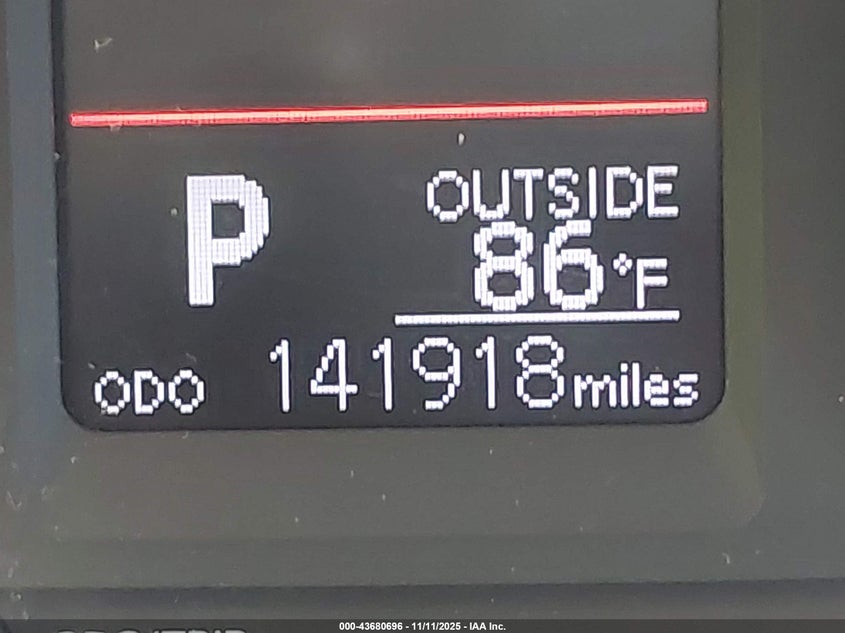 P
OUTSIDE
86°F
ODO 141918 miles
000-43680696 - 11/11/2025 - IAA Inc.